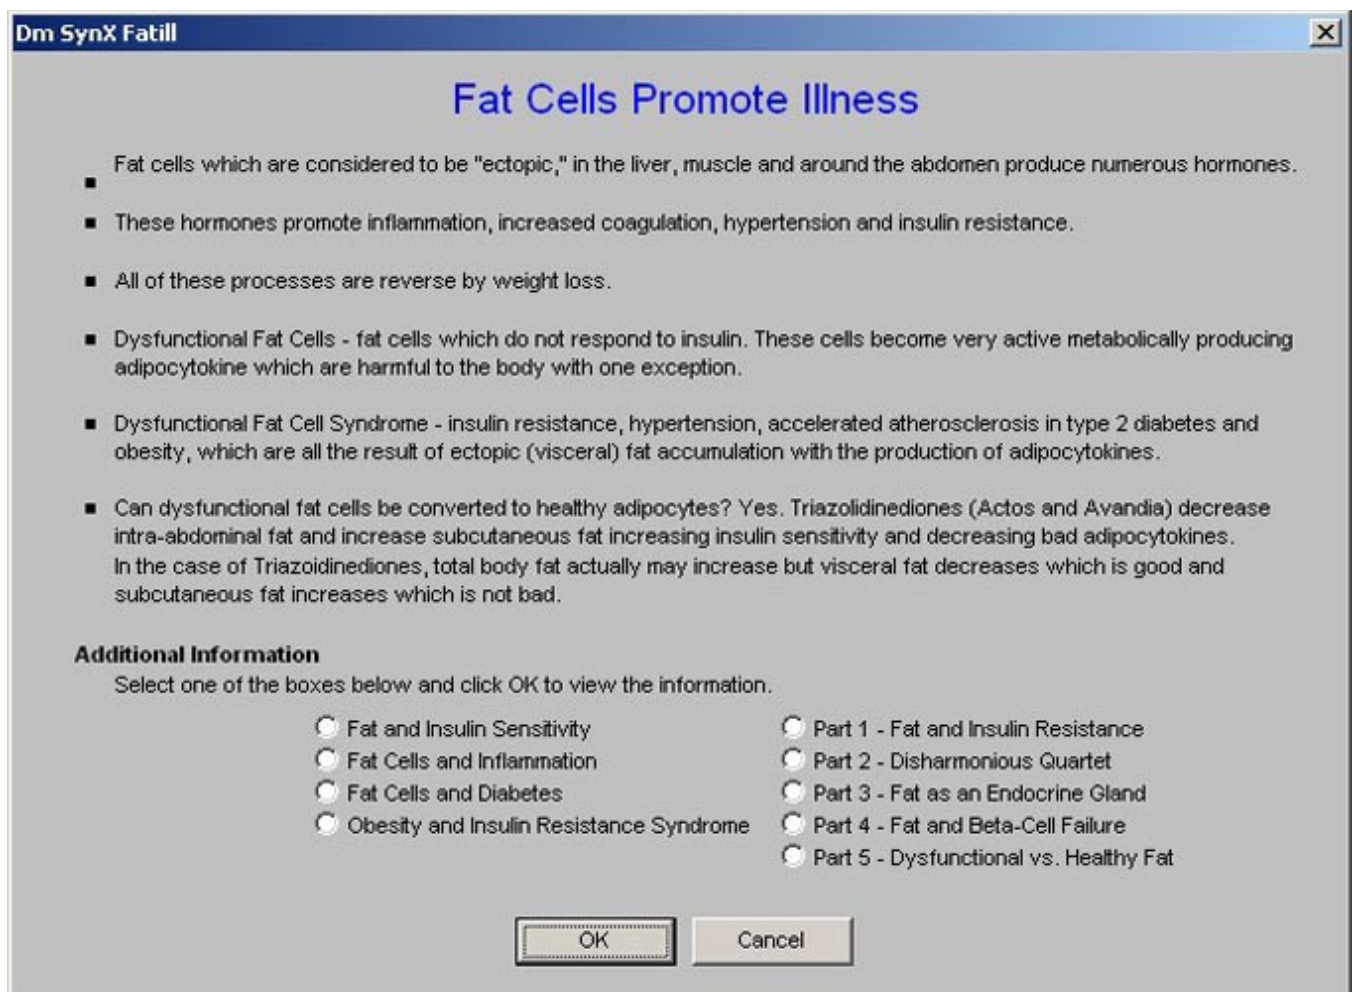 Dm SynX Fatill
Fat Cells Promote Illness
Fat cells which are considered to be "ectopic," in the liver, muscle and around the abdomen produce numerous hormones.
These hormones promote inflammation, increased coagulation, hypertension and insulin resistance.
All of these processes are reverse by weight loss.
Dysfunctional Fat Cells - fat cells which do not respond to insulin. These cells become very active metabolically producing
adipocytokine which are harmful to the body with one exception.
Dysfunctional Fat Cell Syndrome - insulin resistance, hypertension, accelerated atherosclerosis in type 2 diabetes and
obesity, which are all the result of ectopic (visceral) fat accumulation with the production of adipocytokines.
Can dysfunctional fat cells be converted to healthy adipocytes? Yes. Triazolidinediones (Actos and Avandia) decrease
intra-abdominal fat and increase subcutaneous fat increasing insulin sensitivity and decreasing bad adipocytokines.
In the case of Triazoidinediones, total body fat actually may increase but visceral fat decreases which is good and
subcutaneous fat increases which is not bad.
Additional Information
Select one of the boxes below and click OK to view the information.
Fat and Insulin Sensitivity
Fat Cells and Inflammation
Fat Cells and Diabetes
Obesity and Insulin Resistance Syndrome
Part 1 - Fat and Insulin Resistance
Part 2 - Disharmonious Quartet
Part 3 - Fat as an Endocrine Gland
Part 4 - Fat and Beta-Cell Failure
Part 5 - Dysfunctional vs. Healthy Fat
OK
Cancel